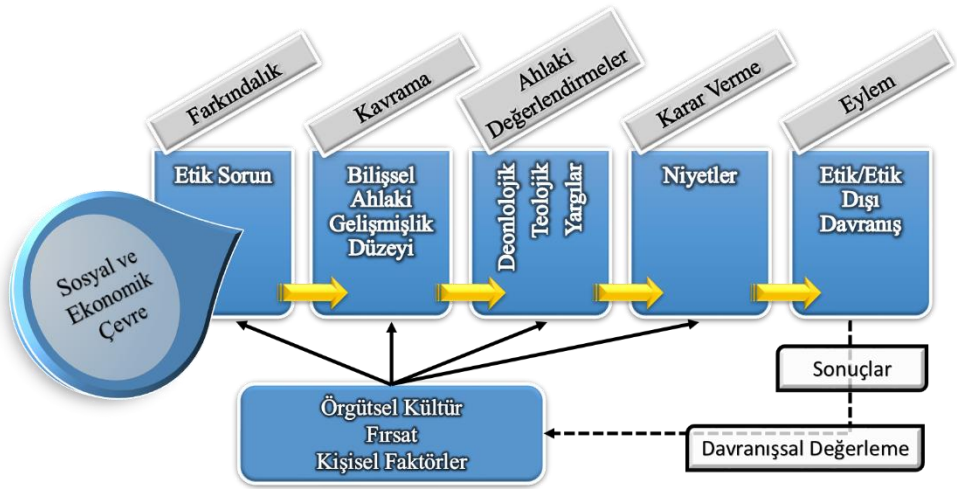 Farkındalık
Kavrama
Ahlaki
Değerlendirmeler
Karar Verme
Eylem
Etik Sorun
Bilişsel
Ahlaki
Gelişmişlik
Düzeyi
Deonlolojik
Teolojik
Yargılar
Niyetler
Etik/Etik
Dışı
Davranış
Sosyal ve
Ekonomik
Çevre
Sonuçlar
Örgütsel Kültür
Fırsat
Kişisel Faktörler
Davranışsal Değerleme